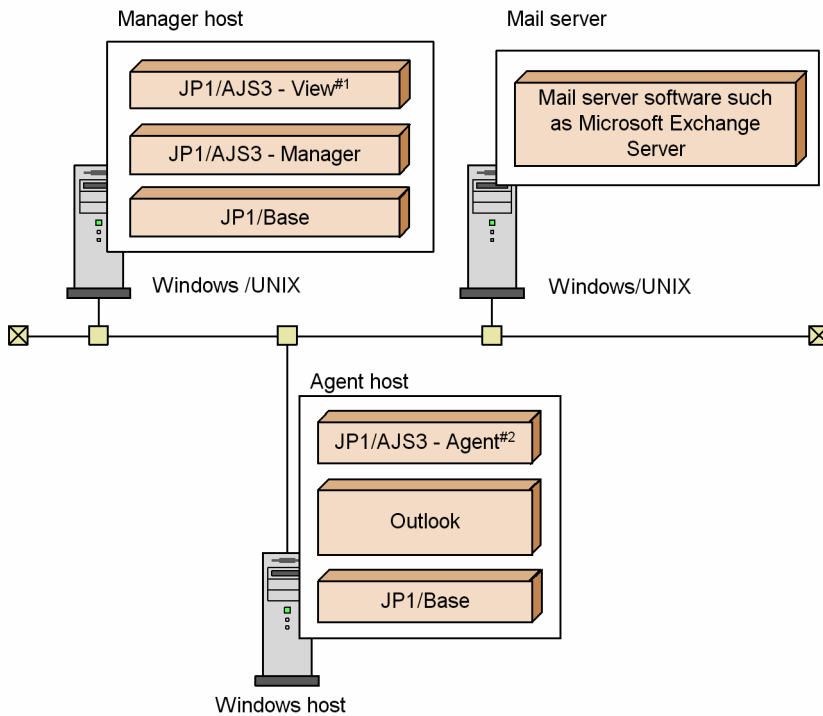 Manager host
JP1/AJS3 - View#1
JP1/AJS3 - Manager
JP1/Base
Windows /UNIX
Mail server
Mail server software such
as Microsoft Exchange
Server
Windows/UNIX
Agent host
JP1/AJS3 - Agent#2
Outlook
JP1/Base
Windows host